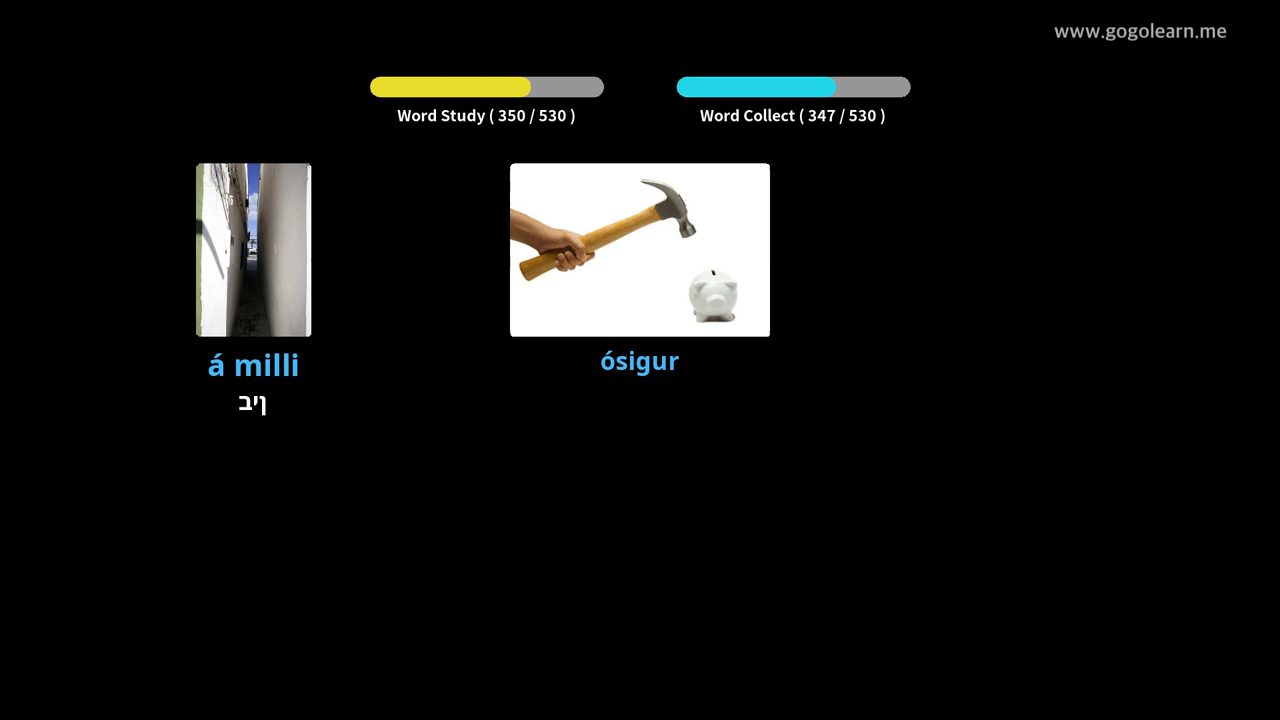 www.gogolearn.me
Word Study ( 350 / 530 )
Word Collect ( 347 / 530 )
á milli
ósigur
בין